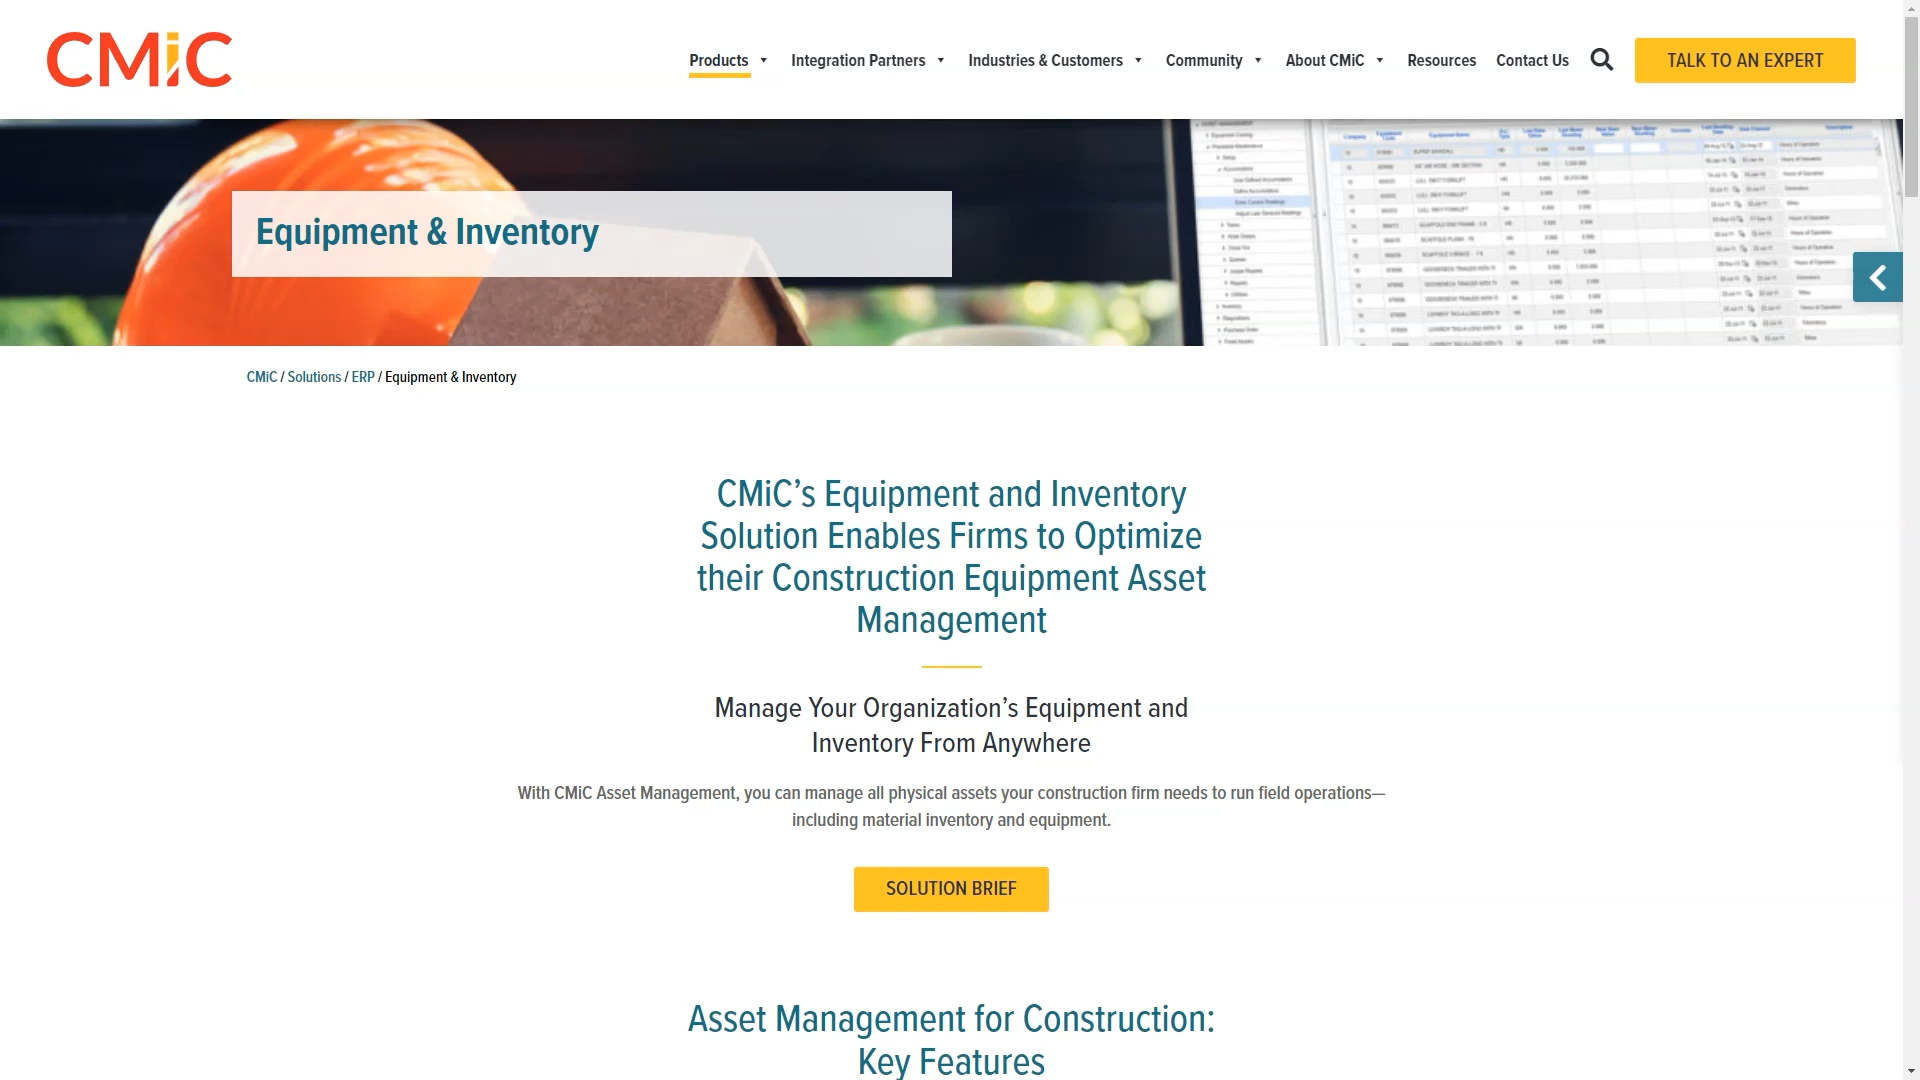 CMiC
Products
Integration Partners
Industries & Customers
Community
About CMiC
Resources
Contact Us
TALK TO AN EXPERT
Equipment & Inventory
CMiC / Solutions / ERP / Equipment & Inventory
CMiC’s Equipment and Inventory
Solution Enables Firms to Optimize
their Construction Equipment Asset
Management
Manage Your Organization’s Equipment and
Inventory From Anywhere
With CMiC Asset Management, you can manage all physical assets your construction firm needs to run field operations—
including material inventory and equipment.
SOLUTION BRIEF
Asset Management for Construction:
Key Features